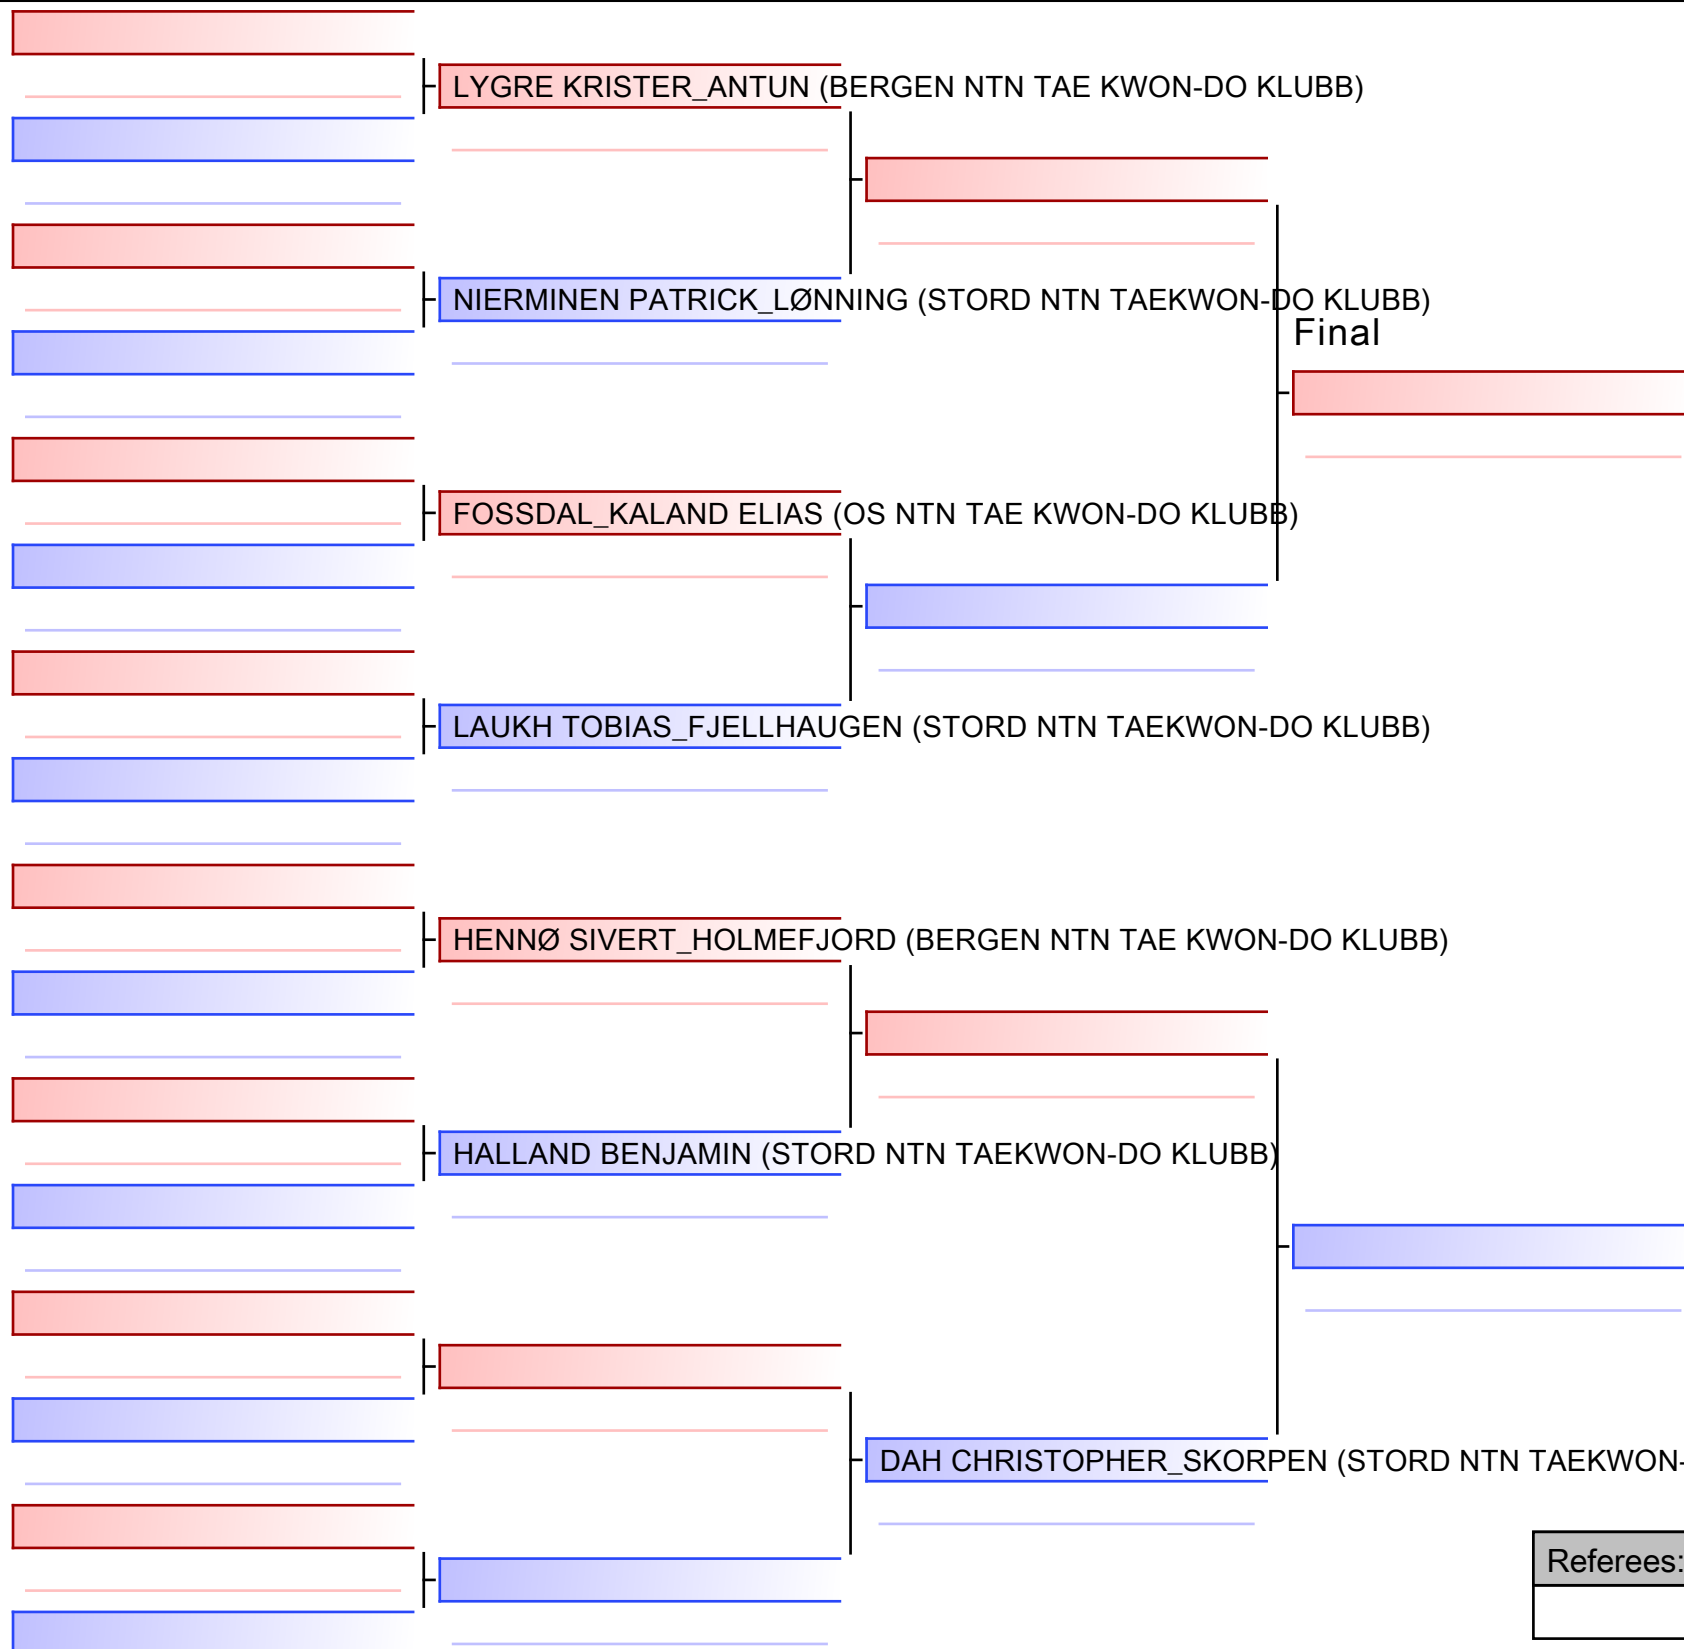 LYGRE KRISTER_ANTUN (BERGEN NTN TAE KWON-DO KLUBB)
NIERMINEN PATRICK_LØNNING (STORD NTN TAEKWON-DO KLUBB)
Final
FOSSDAL_KALAND ELIAS (OS NTN TAE KWON-DO KLUBB)
LAUKH TOBIAS_FJELLHAUGEN (STORD NTN TAEKWON-DO KLUBB)
HENNØ SIVERT_HOLMEFJORD (BERGEN NTN TAE KWON-DO KLUBB)
HALLAND BENJAMIN (STORD NTN TAEKWON-DO KLUBB)
DAH CHRISTOPHER_SKORPEN (STORD NTN TAEKWON-
Referees: